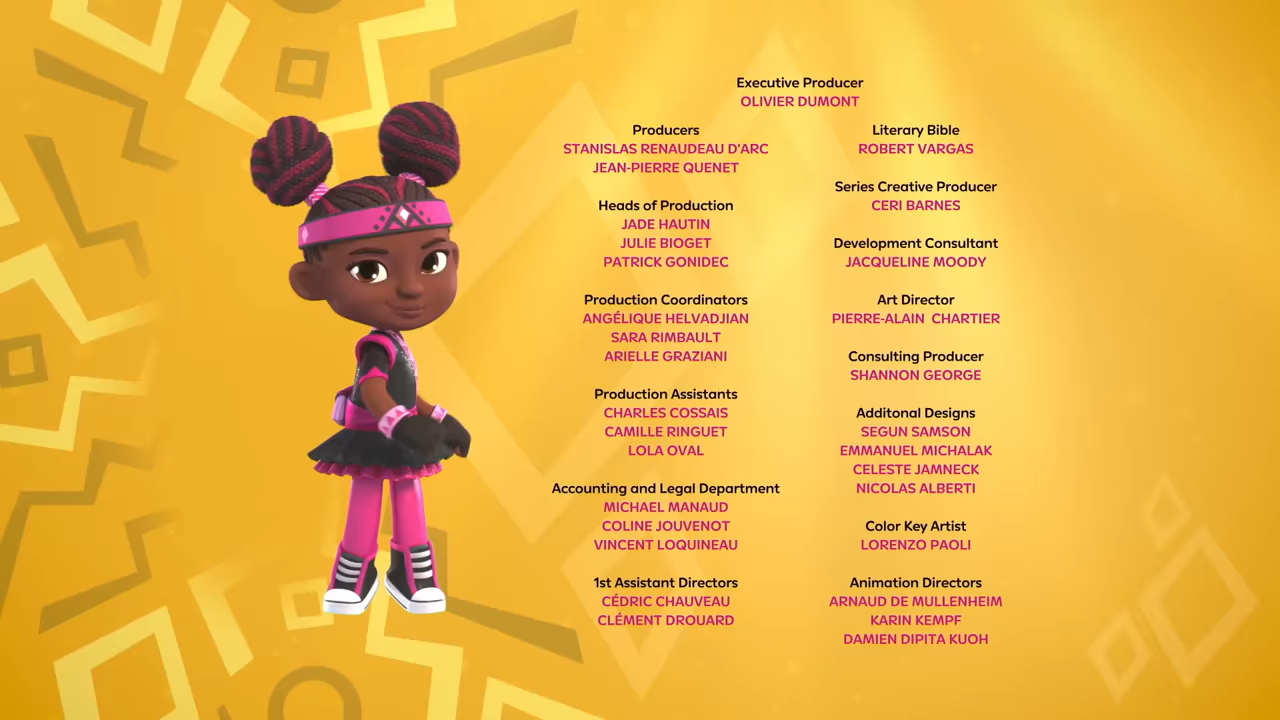 Executive Producer
OLIVIER DUMONT
Producers
STANISLAS RENAUDEAU D'ARC
JEAN-PIERRE QUENET
Heads of Production
JADE HAUTIN
JULIE BIOGET
PATRICK GONIDEC
Production Coordinators
ANGÉLIQUE HELVADJIAN
SARA RIMBAULT
ARIELLE GRAZIANI
Production Assistants
CHARLES COSSAIS
CAMILLE RINGUET
LOLA OVAL
Accounting and Legal Department
MICHAEL MANAUD
COLINE JOUVENOT
VINCENT LOQUINEAU
1st Assistant Directors
CÉDRIC CHAUVEAU
CLÉMENT DROUARD
Literary Bible
ROBERT VARGAS
Series Creative Producer
CERI BARNES
Development Consultant
JACQUELINE MOODY
Art Director
PIERRE-ALAIN  CHARTIER
Consulting Producer
SHANNON GEORGE
Additonal Designs
SEGUN SAMSON
EMMANUEL MICHALAK
CELESTE JAMNECK
NICOLAS ALBERTI
Color Key Artist
LORENZO PAOLI
Animation Directors
ARNAUD DE MULLENHEIM
KARIN KEMPF
DAMIEN DIPITA KUOH